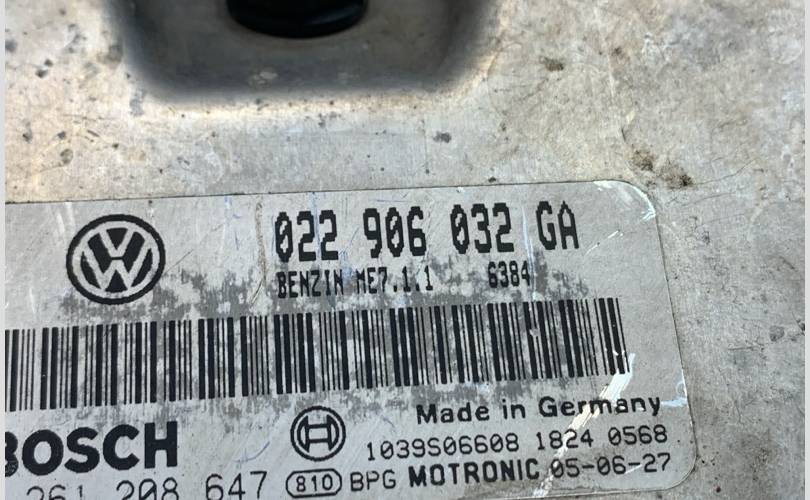 VW
022 906 032 GA
BENZIN ME7.1.1 6384
Made in Germany
BOSCH
1039S06608 1824 0568
261 208 647 810 BPG MOTRONIC 05-06-27